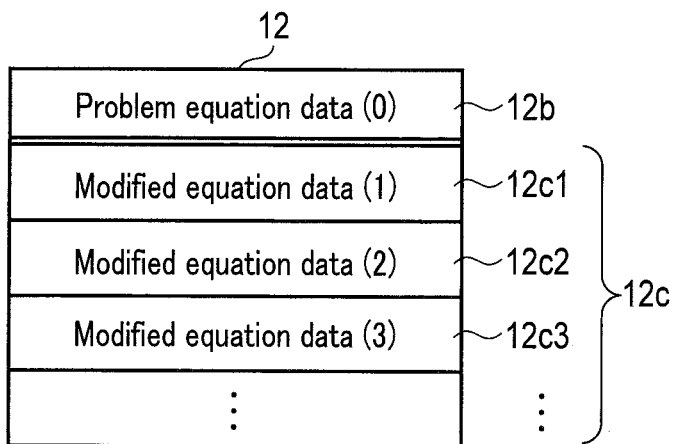 12
Problem equation data (0) 12b
Modified equation data (1) 12c1
Modified equation data (2) 12c2
12c
Modified equation data (3) 12c3